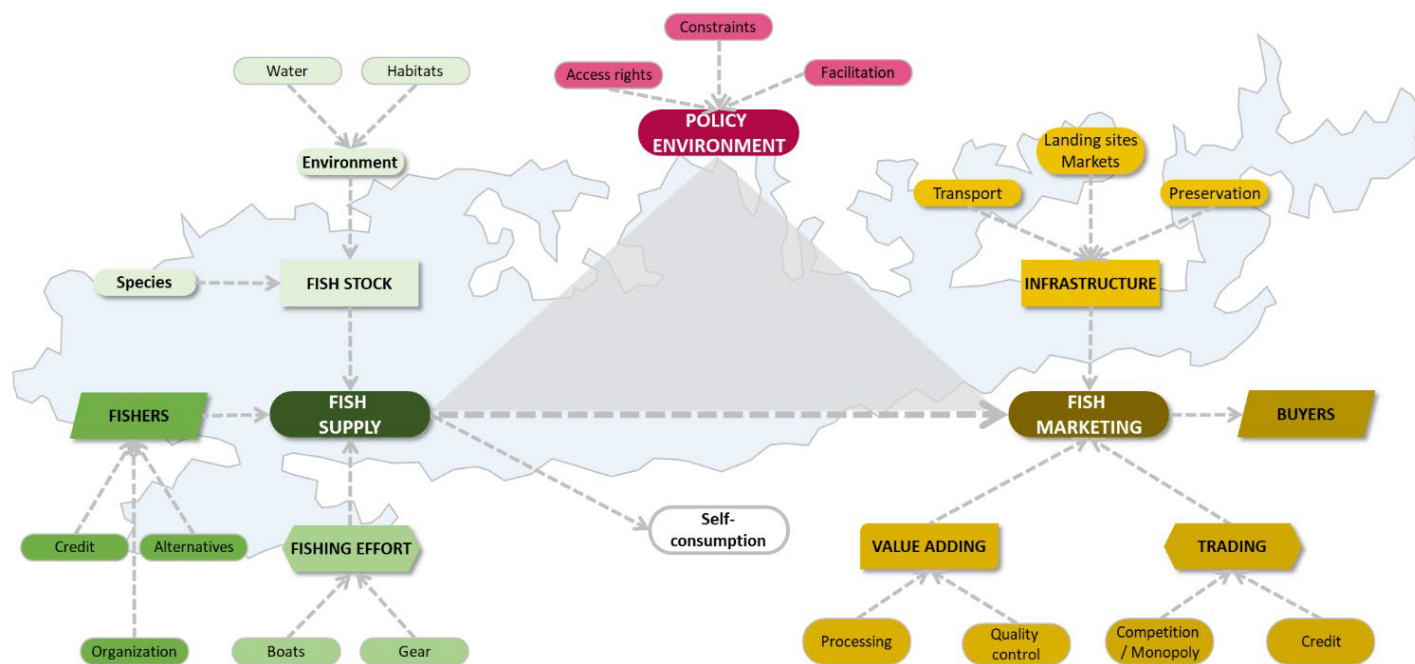 Constraints
Water
Habitats
Access rights
Facilitation
POLICY
ENVIRONMENT
Landing sites
Markets
Environment
Transport
Preservation
Species
FISH STOCK
INFRASTRUCTURE
FISHERS
FISH
SUPPLY
FISH
MARKETING
BUYERS
Self-
consumption
Credit
Alternatives
FISHING EFFORT
VALUE ADDING
TRADING
Organization
Boats
Gear
Processing
Quality
control
Competition
/ Monopoly
Credit